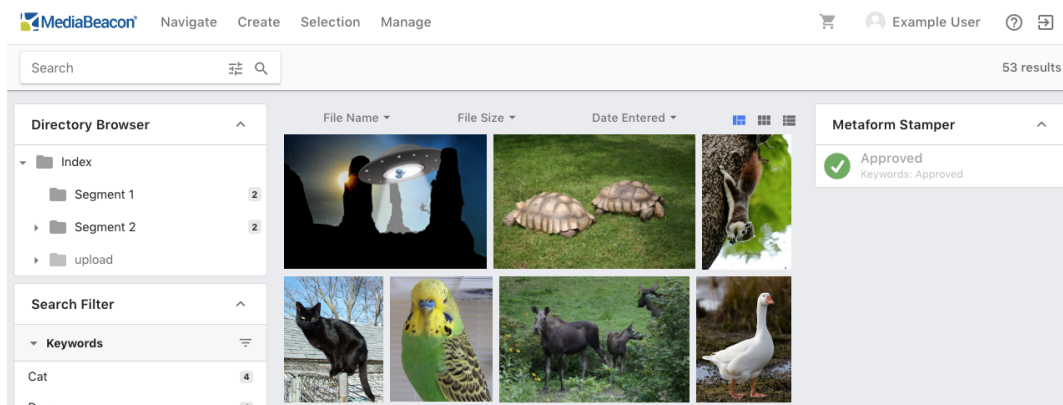 MediaBeacon® Navigate Create Selection Manage Example User
Search 53 results
Directory Browser
Index
Segment 1 2
Segment 2 2
upload
Search Filter
Keywords
Cat 4
File Name File Size Date Entered
Metaform Stamper
Approved
Keywords: Approved